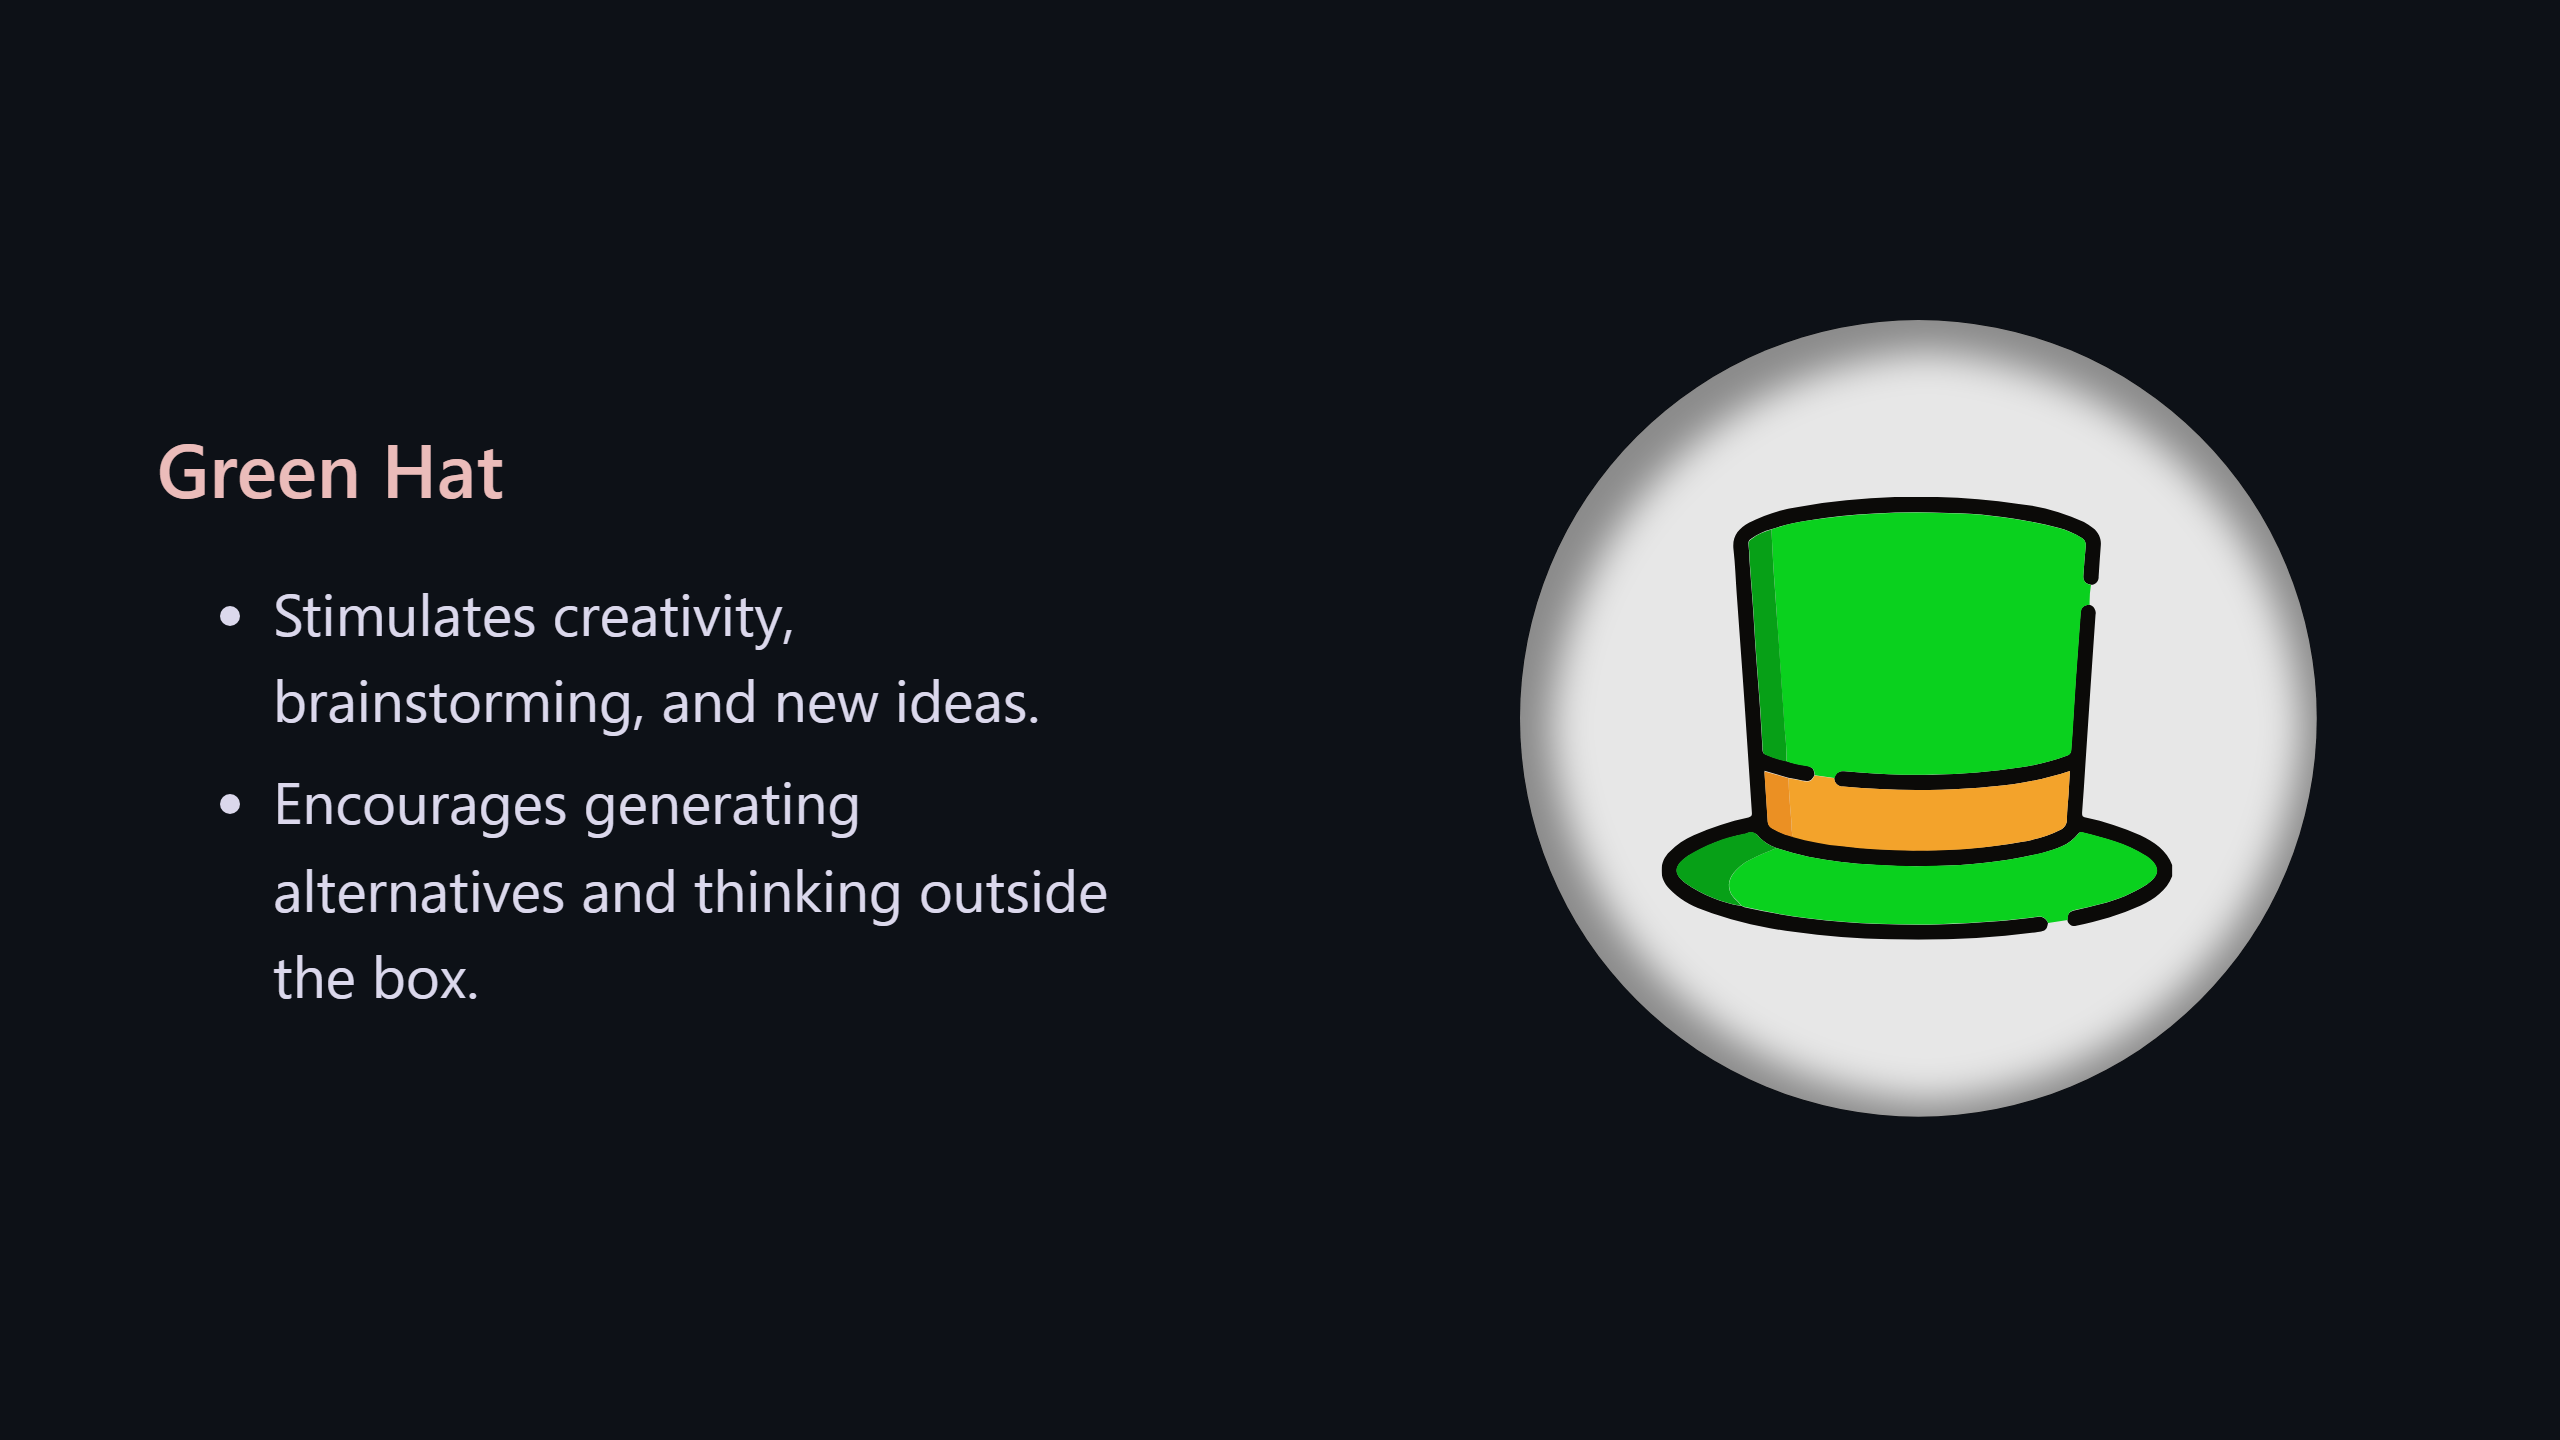 Green Hat
• Stimulates creativity,
brainstorming, and new ideas.
• Encourages generating
alternatives and thinking outside
the box.